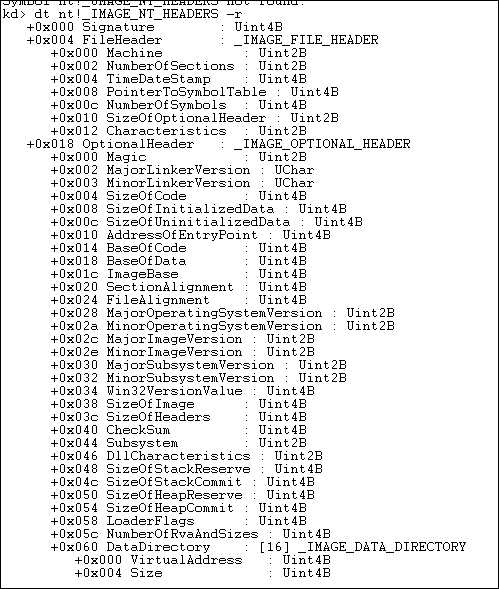 Symbol nt!_IMAGE_NT_HEADERS not found.
kd> dt nt!_IMAGE_NT_HEADERS -r
   +0x000 Signature        : Uint4B
   +0x004 FileHeader       : _IMAGE_FILE_HEADER
      +0x000 Machine          : Uint2B
      +0x002 NumberOfSections : Uint2B
      +0x004 TimeDateStamp    : Uint4B
      +0x008 PointerToSymbolTable : Uint4B
      +0x00c NumberOfSymbols  : Uint4B
      +0x010 SizeOfOptionalHeader : Uint2B
      +0x012 Characteristics  : Uint2B
   +0x018 OptionalHeader   : _IMAGE_OPTIONAL_HEADER
      +0x000 Magic            : Uint2B
      +0x002 MajorLinkerVersion : UChar
      +0x003 MinorLinkerVersion : UChar
      +0x004 SizeOfCode       : Uint4B
      +0x008 SizeOfInitializedData : Uint4B
      +0x00c SizeOfUninitializedData : Uint4B
      +0x010 AddressOfEntryPoint : Uint4B
      +0x014 BaseOfCode       : Uint4B
      +0x018 BaseOfData       : Uint4B
      +0x01c ImageBase        : Uint4B
      +0x020 SectionAlignment : Uint4B
      +0x024 FileAlignment    : Uint4B
      +0x028 MajorOperatingSystemVersion : Uint2B
      +0x02a MinorOperatingSystemVersion : Uint2B
      +0x02c MajorImageVersion : Uint2B
      +0x02e MinorImageVersion : Uint2B
      +0x030 MajorSubsystemVersion : Uint2B
      +0x032 MinorSubsystemVersion : Uint2B
      +0x034 Win32VersionValue : Uint4B
      +0x038 SizeOfImage      : Uint4B
      +0x03c SizeOfHeaders    : Uint4B
      +0x040 CheckSum         : Uint4B
      +0x044 Subsystem        : Uint2B
      +0x046 DllCharacteristics : Uint2B
      +0x048 SizeOfStackReserve : Uint4B
      +0x04c SizeOfStackCommit : Uint4B
      +0x050 SizeOfHeapReserve : Uint4B
      +0x054 SizeOfHeapCommit : Uint4B
      +0x058 LoaderFlags      : Uint4B
      +0x05c NumberOfRvaAndSizes : Uint4B
      +0x060 DataDirectory    : [16] _IMAGE_DATA_DIRECTORY
         +0x000 VirtualAddress   : Uint4B
         +0x004 Size             : Uint4B